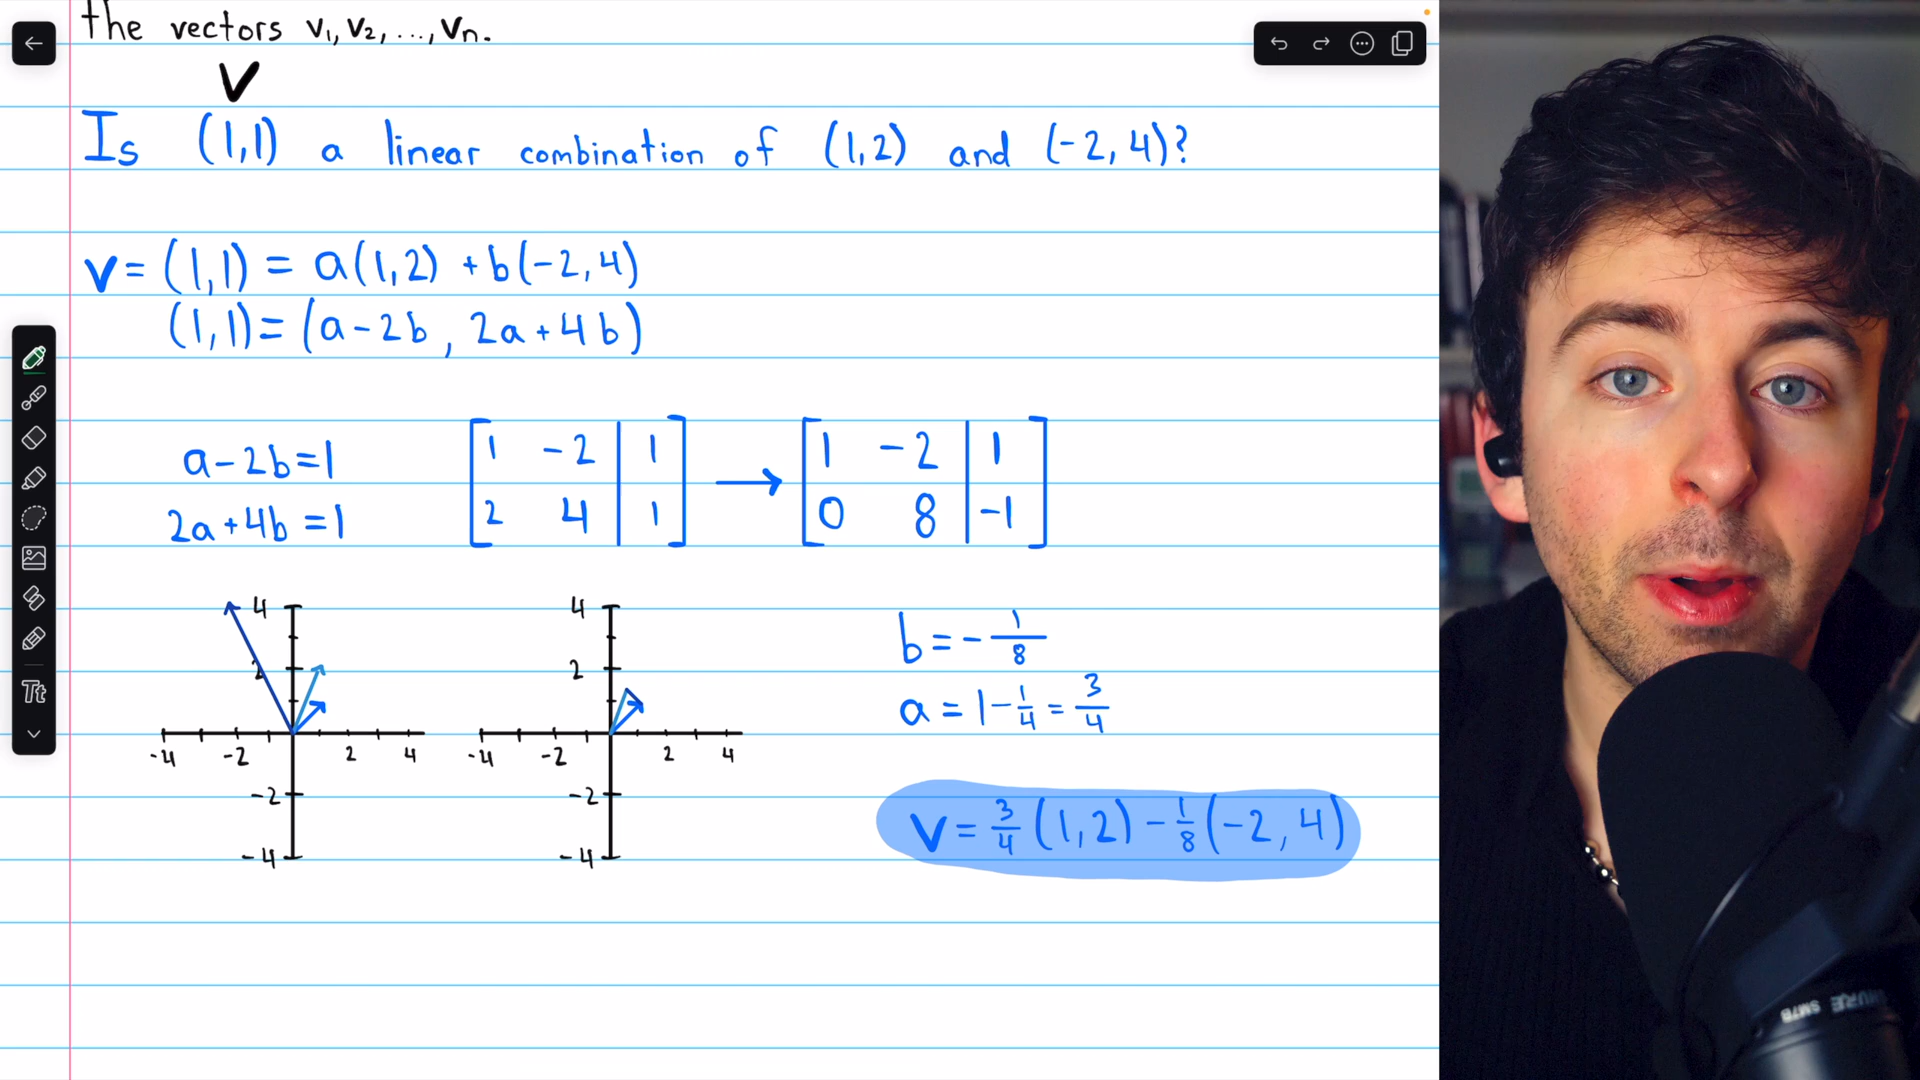 the vectors v₁, v₂, ..., vₙ.
v
Is (1,1) a linear combination of (1,2) and (-2,4)?
v = (1,1) = a(1,2) + b(-2,4)
(1,1) = (a-2b, 2a+4b)
a-2b=1 [1 -2 | 1] → [1 -2 | 1]
2a+4b=1 [2 4 | 1] [0 8 | -1]
4 4
2 2
-4 -2 2 4 -4 -2 2 4
-2 -2
-4 -4
b = -1/8
a = 1-1/4 = 3/4
v = 3/4 (1,2) - 1/8 (-2,4)
Tt
SM7B